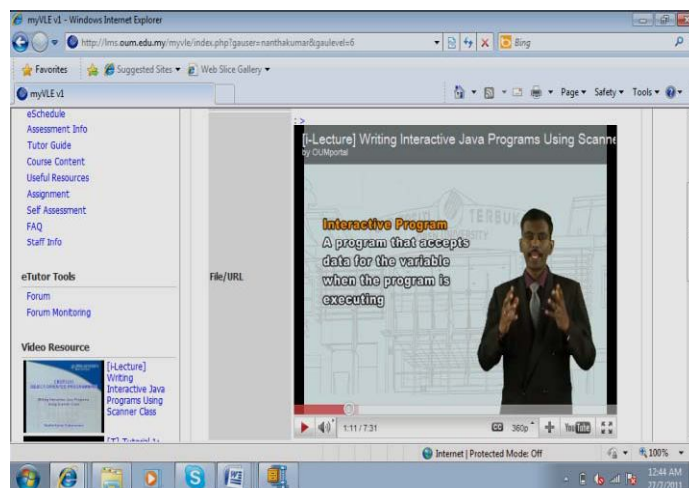 myVLE v1 - Windows Internet Explorer
http://lms.oum.edu.my/myvle/index.php?gauser=nanthakumar&gaulevel=6
Bing
Favorites Suggested Sites Web Slice Gallery
myVLE v1 Page Safety Tools
eSchedule
Assessment Info
Tutor Guide
Course Content
Useful Resources
Assignment
Self Assessment
FAQ
Staff Info
eTutor Tools
Forum
Forum Monitoring
Video Resource
[i-Lecture]
Writing
Interactive Java
Programs Using
Scanner Class
File/URL
: >
[i-Lecture] Writing Interactive Java Programs Using Scanne
by OUMportal
TERBUK
Interactive Program
A program that accepts
data for the variable
when the program is
executing
1:11 / 7:31 CC 360p YouTube
Internet | Protected Mode: Off 100%
12:44 AM
27/7/2011